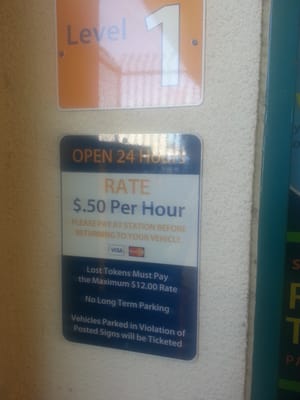 Level 1
OPEN 24 HOURS
RATE
$.50 Per Hour
PLEASE PAY AT STATION BEFORE
RETURNING TO YOUR VEHICLE
VISA
Lost Tokens Must Pay
the Maximum $12.00 Rate
No Long Term Parking
Vehicles Parked in Violation of
Posted Signs will be Ticketed